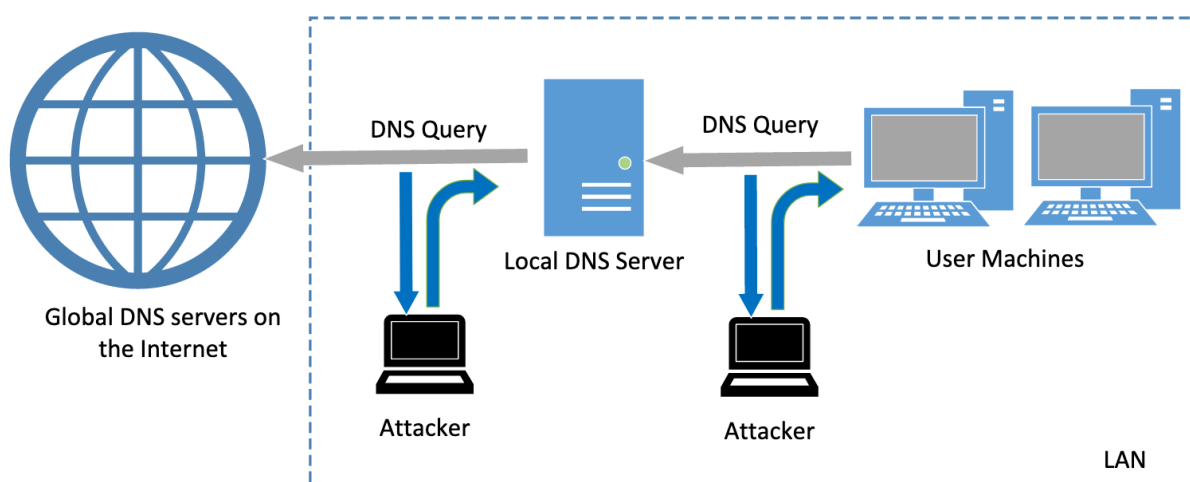 DNS Query
DNS Query
Local DNS Server
User Machines
Global DNS servers on
the Internet
Attacker
Attacker
LAN